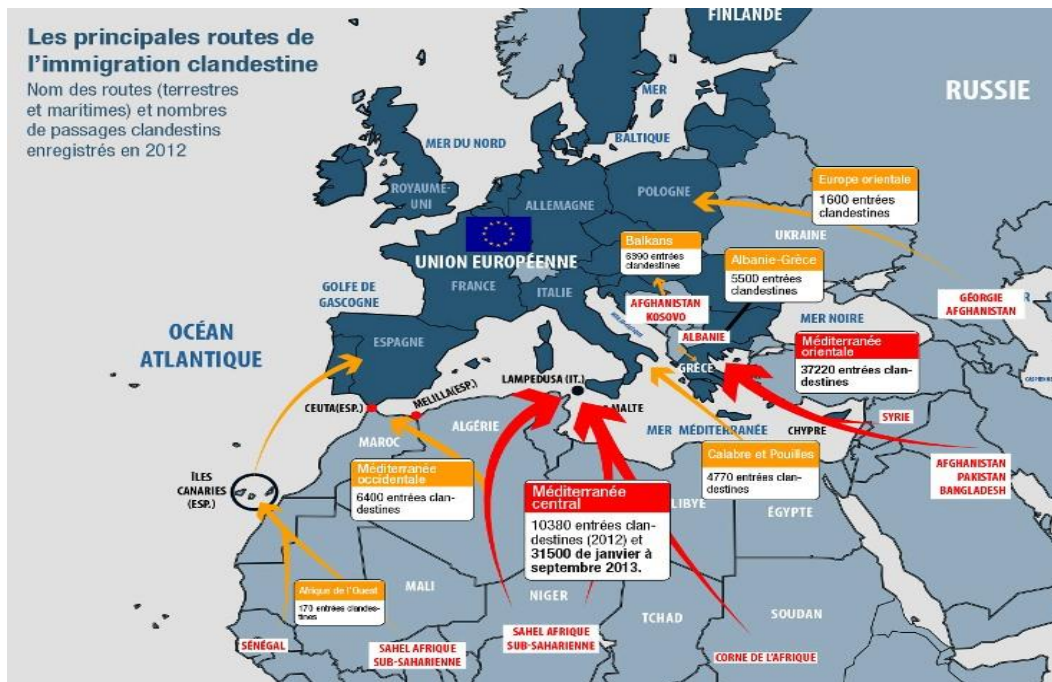 Les principales routes de
l'immigration clandestine
Nom des routes (terrestres
et maritimes) et nombres
de passages clandestins
enregistrés en 2012
FINLANDE
RUSSIE
MER
BALTIQUE
MER DU NORD
ROYAUME-
UNI
ALLEMAGNE
POLOGNE
Europe orientale
1600 entrées
clandestines
UKRAINE
UNION EUROPÉENNE
Balkans
6390 entrées
clandestines
Albanie-Grèce
5500 entrées
clandestines
FRANCE
ITALIE
GOLFE DE
GASCOGNE
AFGHANISTAN
KOSOVO
GÉORGIE
AFGHANISTAN
MER NOIRE
OCÉAN
ATLANTIQUE
ESPAGNE
ALBANIE
GRÈCE
Méditerranée
orientale
37220 entrées clan-
destines
LAMPEDUSA (IT.)
MELILLA(ESP.)
CEUTA(ESP.)
MALTE
MER MÉDITERRANÉE
CHYPRE
SYRIE
MAROC
ALGÉRIE
Méditerranée
occidentale
6400 entrées clan-
destines
Calabre et Pouilles
4770 entrées clan-
destines
AFGHANISTAN
PAKISTAN
BANGLADESH
ÎLES
CANARIES
(ESP.)
Méditerranée
central
10380 entrées clan-
destines (2012) et
31500 de janvier à
septembre 2013.
IBYE
ÉGYPTE
Afrique de l'Ouest
170 entrées clandes-
tines
MALI
NIGER
TCHAD
SOUDAN
SÉNÉGAL
SAHEL AFRIQUE
SUB-SAHARIENNE
SAHEL AFRIQUE
SUB-SAHARIENNE
CORNE DE L'AFRIQUE